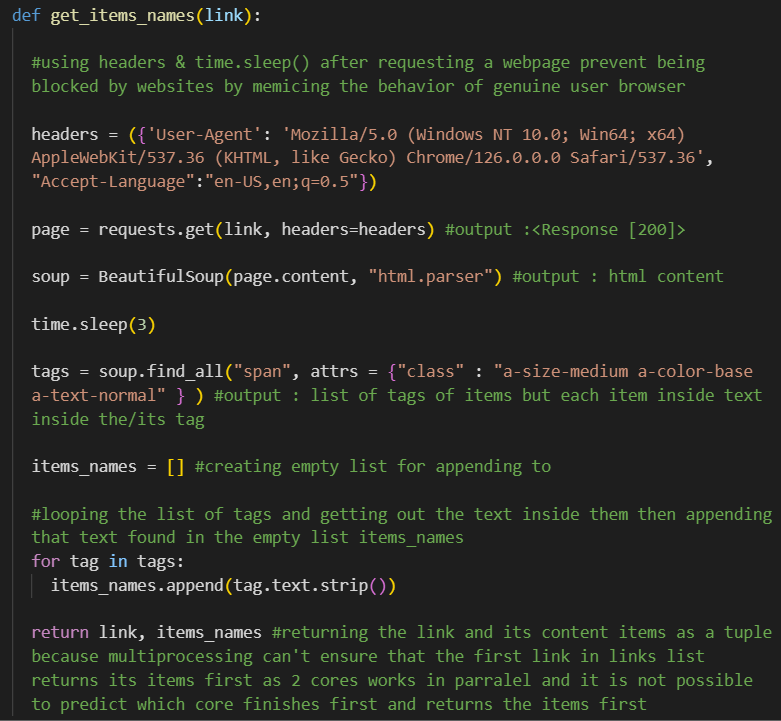 def get_items_names(link):
#using headers & time.sleep() after requesting a webpage prevent being
blocked by websites by memicing the behavior of genuine user browser
headers = ({'User-Agent': 'Mozilla/5.0 (Windows NT 10.0; Win64; x64)
AppleWebKit/537.36 (KHTML, like Gecko) Chrome/126.0.0.0 Safari/537.36',
"Accept-Language":"en-US,en;q=0.5"})
page = requests.get(link, headers=headers) #output :<Response [200]>
soup = BeautifulSoup(page.content, "html.parser") #output : html content
time.sleep(3)
tags = soup.find_all("span", attrs = {"class" : "a-size-medium a-color-base
a-text-normal" } ) #output : list of tags of items but each item inside text
inside the/its tag
items_names = [] #creating empty list for appending to
#looping the list of tags and getting out the text inside them then appending
that text found in the empty list items_names
for tag in tags:
items_names.append(tag.text.strip())
return link, items_names #returning the link and its content items as a tuple
because multiprocessing can't ensure that the first link in links list
returns its items first as 2 cores works in parralel and it is not possible
to predict which core finishes first and returns the items first